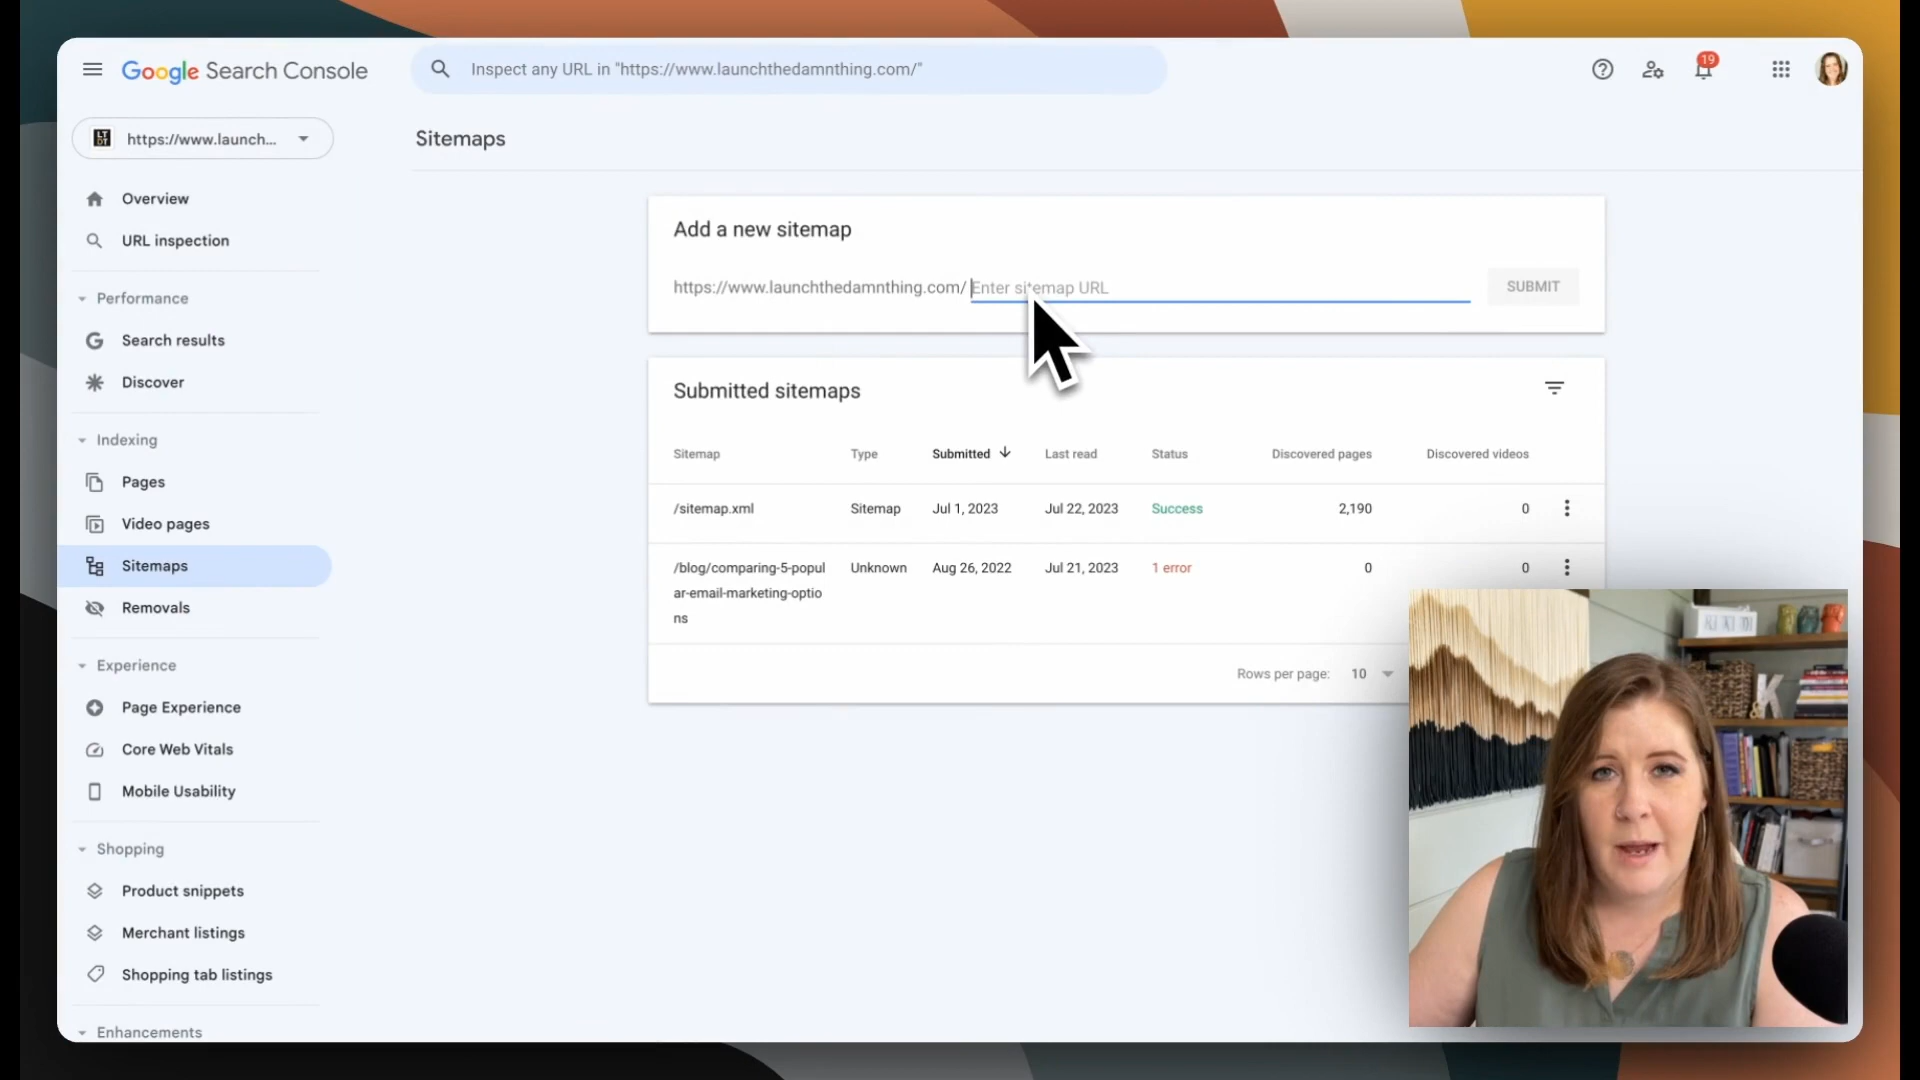 Google Search Console
Inspect any URL in "https://www.launchthedamnthing.com/"
19
LT
DT
https://www.launch...
Sitemaps
Overview
URL inspection
Performance
Search results
Discover
Indexing
Pages
Video pages
Sitemaps
Removals
Experience
Page Experience
Core Web Vitals
Mobile Usability
Shopping
Product snippets
Merchant listings
Shopping tab listings
Enhancements
Add a new sitemap
https://www.launchthedamnthing.com/ Enter sitemap URL
SUBMIT
Submitted sitemaps
Sitemap Type Submitted Last read Status Discovered pages Discovered videos
/sitemap.xml Sitemap Jul 1, 2023 Jul 22, 2023 Success 2,190 0
/blog/comparing-5-popul Unknown Aug 26, 2022 Jul 21, 2023 1 error 0 0
ar-email-marketing-optio
ns
Rows per page: 10
K